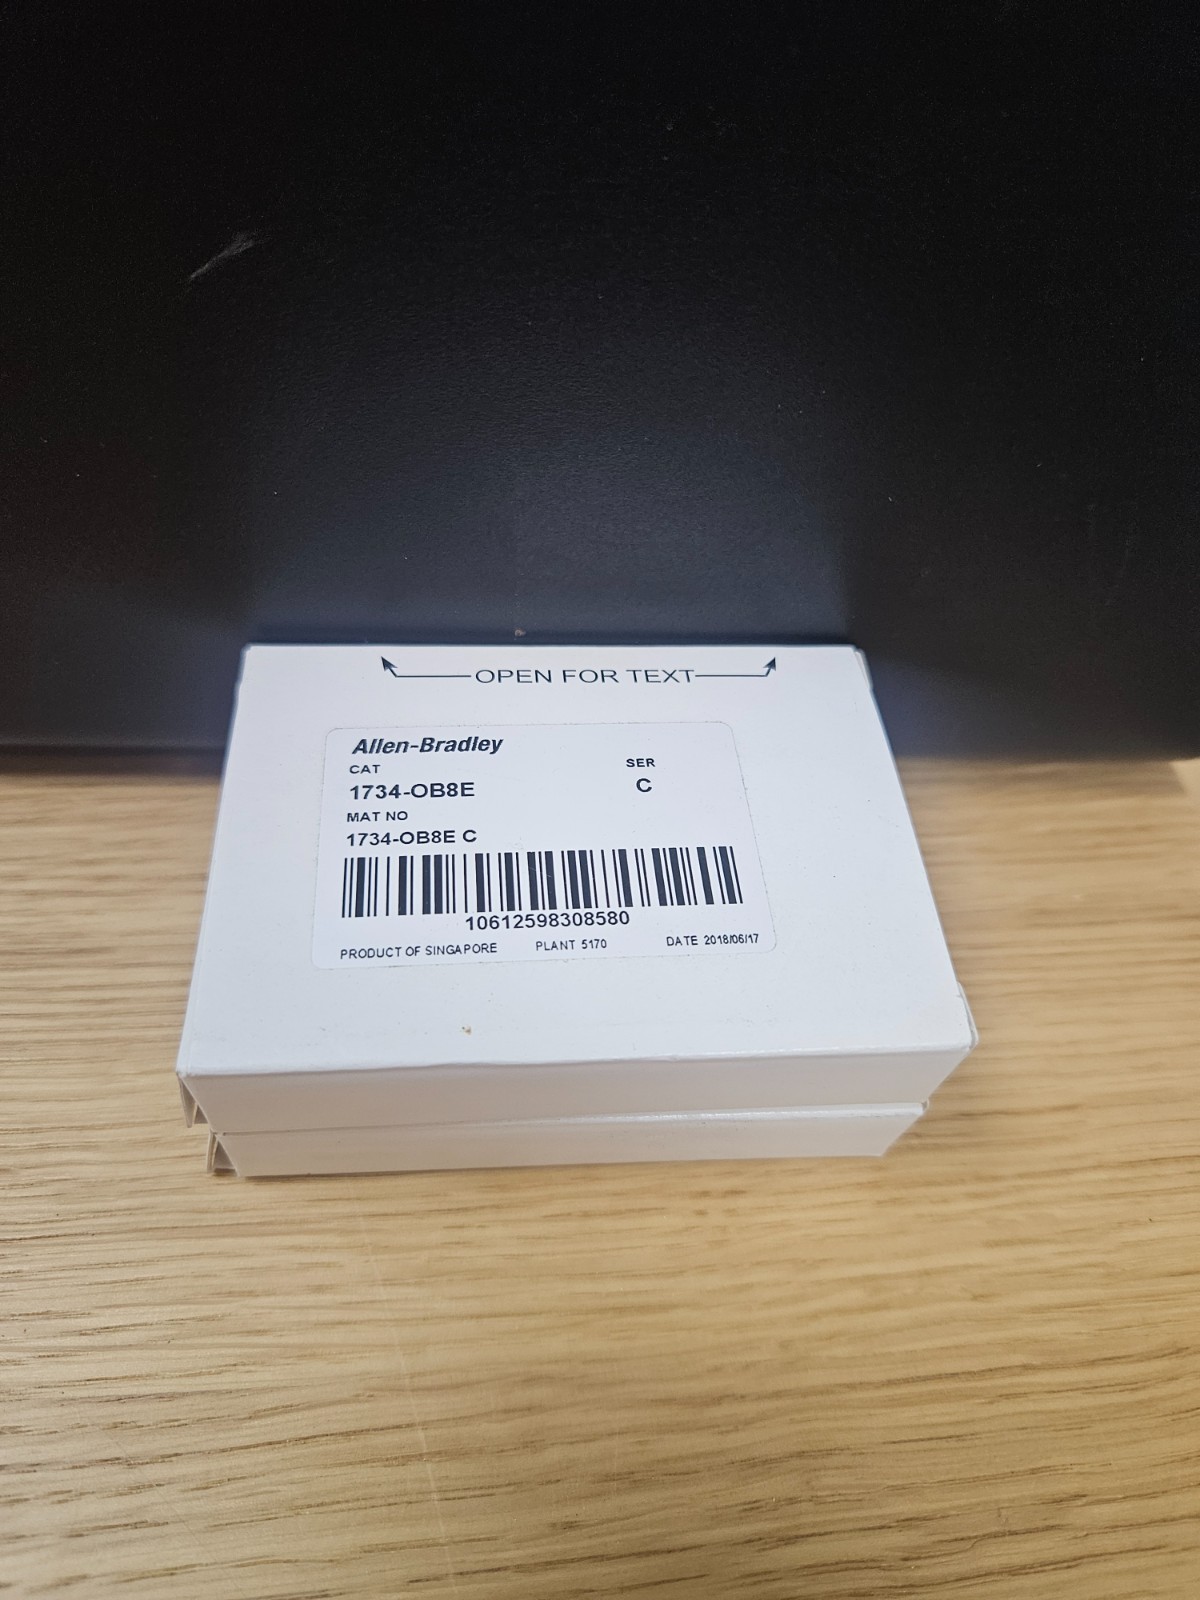 OPEN FOR TEXT
Allen-Bradley
CAT SER
1734-OB8E C
MAT NO
1734-OB8E C
10612598308580
PRODUCT OF SINGAPORE PLANT 5170 DATE 2018/06/17